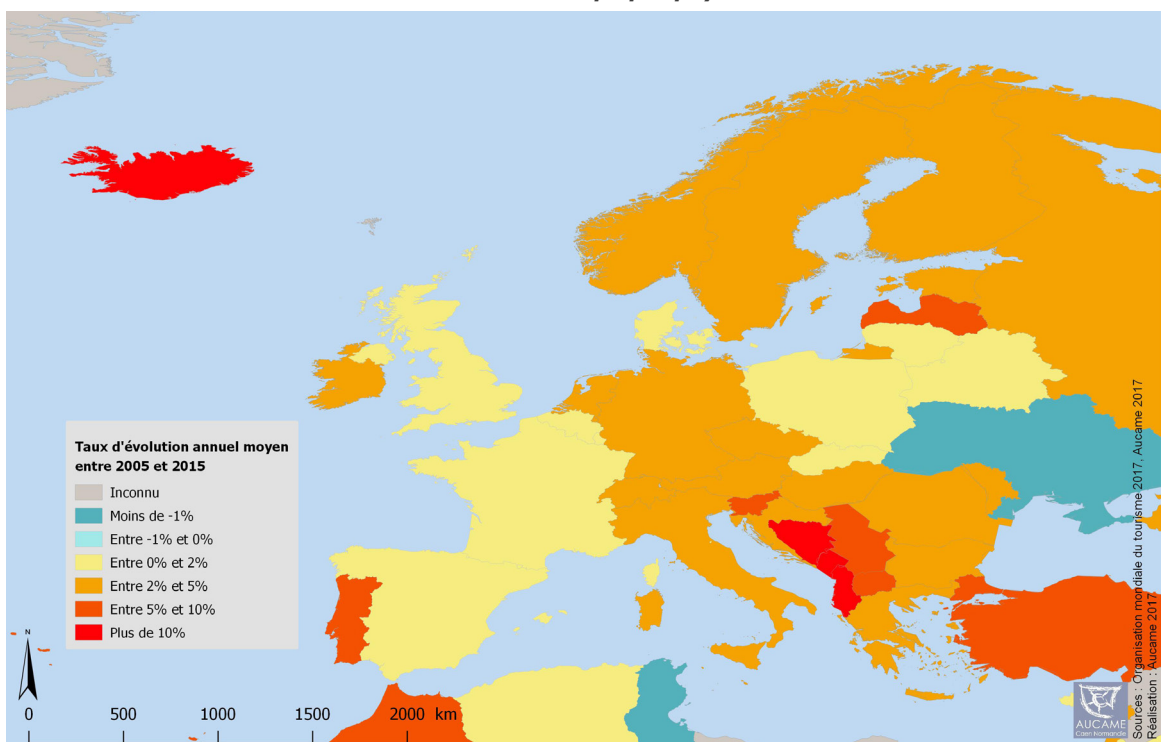 Taux d'évolution annuel moyen
entre 2005 et 2015
Inconnu
Moins de -1%
Entre -1% et 0%
Entre 0% et 2%
Entre 2% et 5%
Entre 5% et 10%
Plus de 10%
N
0 500 1000 1500 2000 km
Sources : Organisation mondiale du tourisme 2017, Aucame 2017
Réalisation : Aucame 2017
AUCAME
Caen Normandie